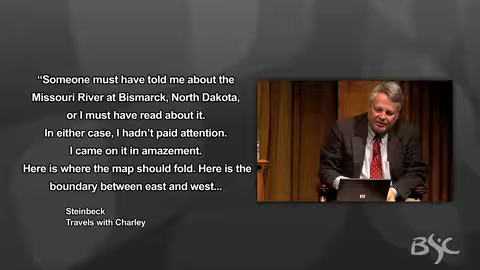 “Someone must have told me about the
Missouri River at Bismarck, North Dakota,
or I must have read about it.
In either case, I hadn’t paid attention.
I came on it in amazement.
Here is where the map should fold. Here is the
boundary between east and west...
Steinbeck
Travels with Charley
BSC